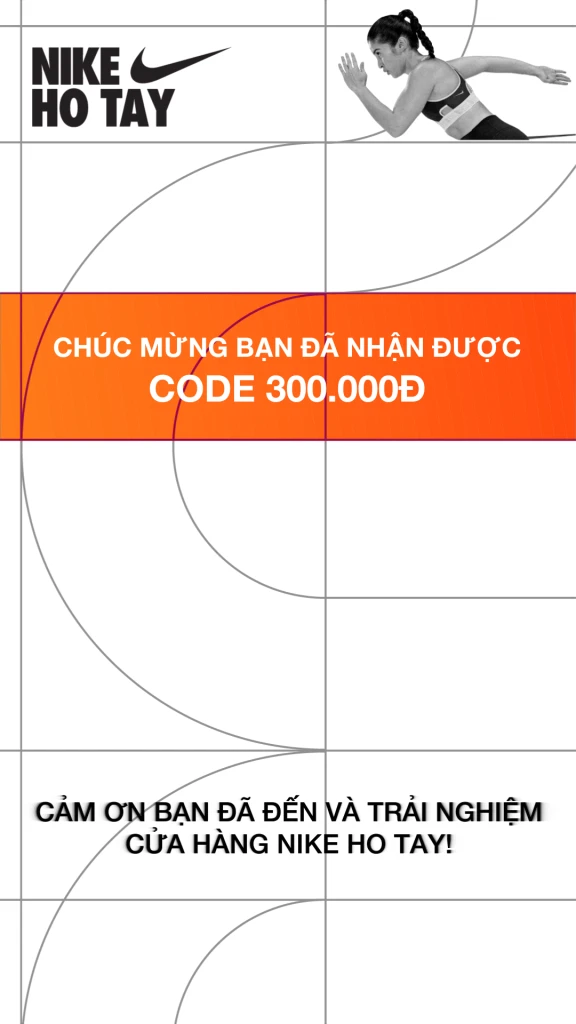 NIKE
HO TAY
CHÚC MỪNG BẠN ĐÃ NHẬN ĐƯỢC
CODE 300.000Đ
CẢM ƠN BẠN ĐÃ ĐẾN VÀ TRẢI NGHIỆM
CỬA HÀNG NIKE HO TAY!